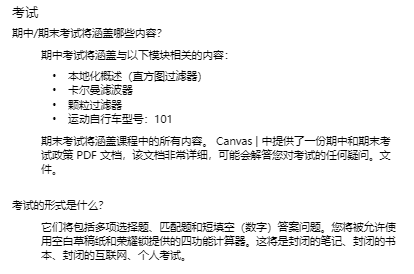 考试
期中/期末考试将涵盖哪些内容？
期中考试将涵盖与以下模块相关的内容：
• 本地化概述（直方图过滤器）
• 卡尔曼滤波器
• 颗粒过滤器
• 运动自行车型号：101
期末考试将涵盖课程中的所有内容。 Canvas | 中提供了一份期中和期末考
试政策 PDF 文档，该文档非常详细，可能会解答您对考试的任何疑问。文
件。
考试的形式是什么？
它们将包括多项选择题、匹配题和短填空（数字）答案问题。您将被允许使
用空白草稿纸和荣耀锁提供的四功能计算器。这将是封闭的笔记、封闭的书
本、封闭的互联网、个人考试。